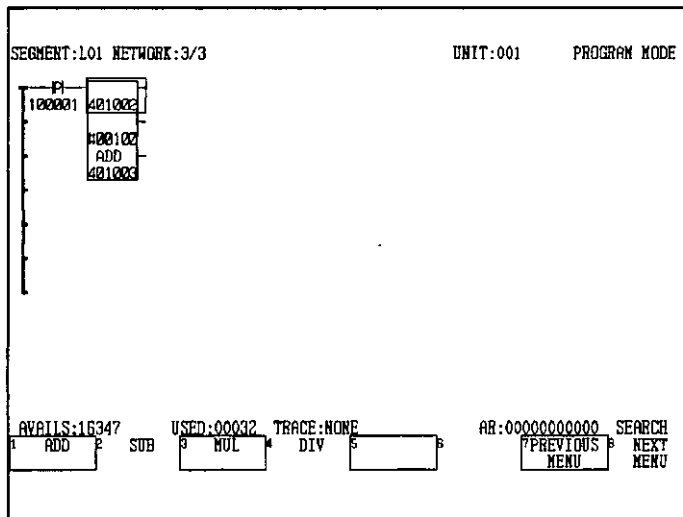 SEGMENT:L01 NETWORK:3/3 UNIT:001 PROGRAM MODE
P
100001 401002
#00100
ADD
401003
AVAILS:16347 USED:00032 TRACE:NONE AR:00000000000 SEARCH
1 ADD 2 SUB 3 MUL 4 DIV 5 6 7 PREVIOUS 8 NEXT
MENU MENU